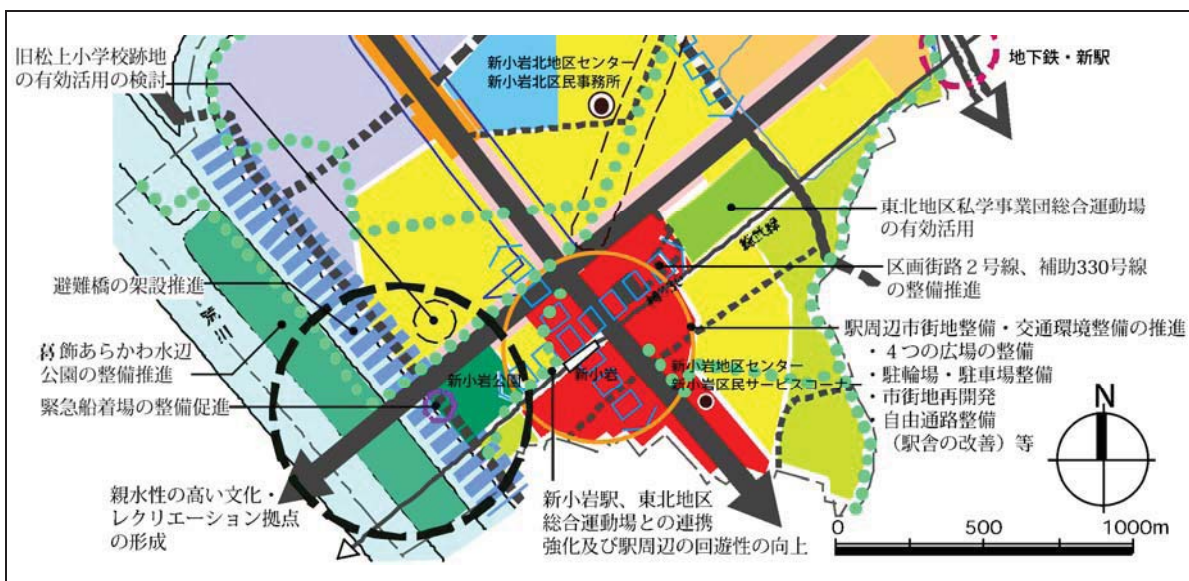 旧松上小学校跡地
の有効活用の検討
新小岩北地区センター
新小岩北区民事務所
地下鉄・新駅
東北地区私学事業団総合運動場
の有効活用
区画街路２号線、補助330号線
の整備推進
避難橋の架設推進
荒川
葛飾あらかわ水辺
公園の整備推進
緊急船着場の整備促進
新小岩公園
新小岩
駅周辺市街地整備・交通環境整備の推進
・４つの広場の整備
・駐輪場・駐車場整備
・市街地再開発
・自由通路整備
（駅舎の改善）等
新小岩地区センター
新小岩区民サービスコーナー
親水性の高い文化・
レクリエーション拠点
の形成
新小岩駅、東北地区
総合運動場との連携
強化及び駅周辺の回遊性の向上
N
0 500 1000m